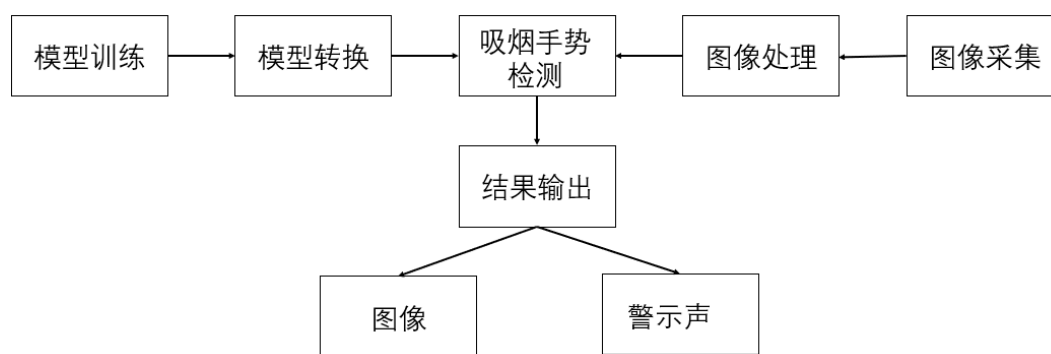 模型训练
模型转换
吸烟手势
检测
图像处理
图像采集
结果输出
图像
警示声